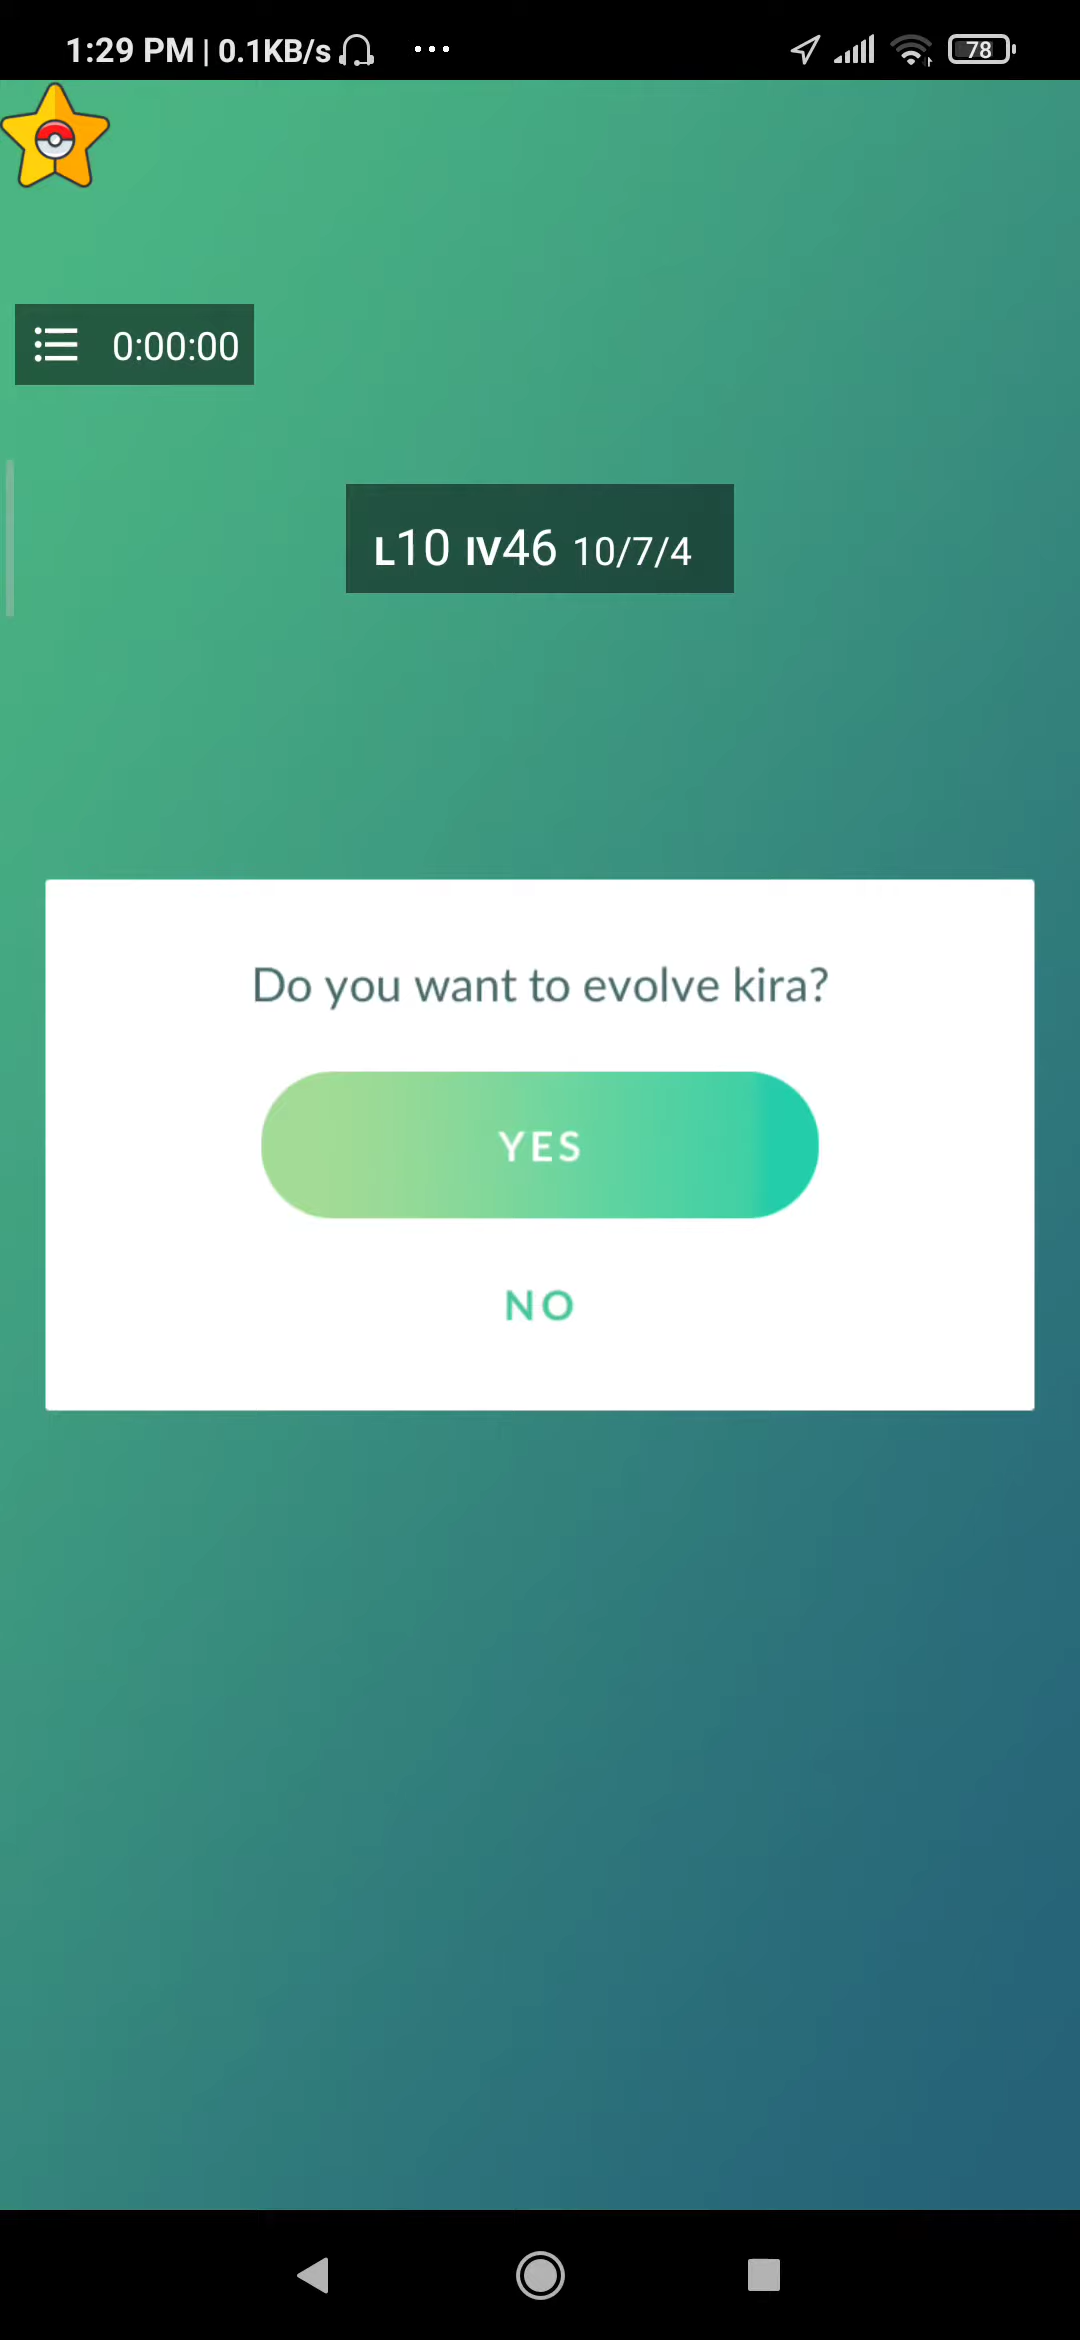 1:29 PM | 0.1KB/s ... 78
0:00:00
L10 IV46 10/7/4
Do you want to evolve kira?
YES
NO